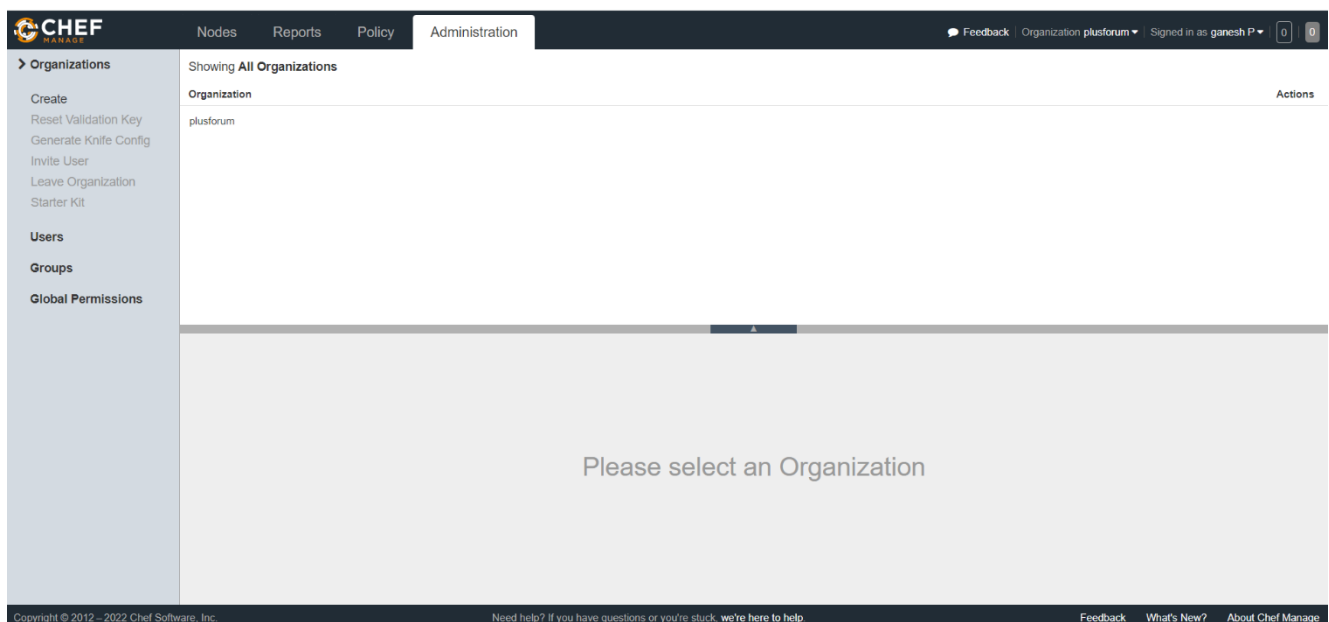 CHEF
MANAGE
Nodes Reports Policy Administration
Feedback Organization plusforum Signed in as ganesh P 0 0
Organizations
Create
Reset Validation Key
Generate Knife Config
Invite User
Leave Organization
Starter Kit
Users
Groups
Global Permissions
Showing All Organizations
Organization Actions
plusforum
Please select an Organization
Copyright © 2012 – 2022 Chef Software, Inc. Need help? If you have questions or you're stuck, we're here to help. Feedback What's New? About Chef Manage